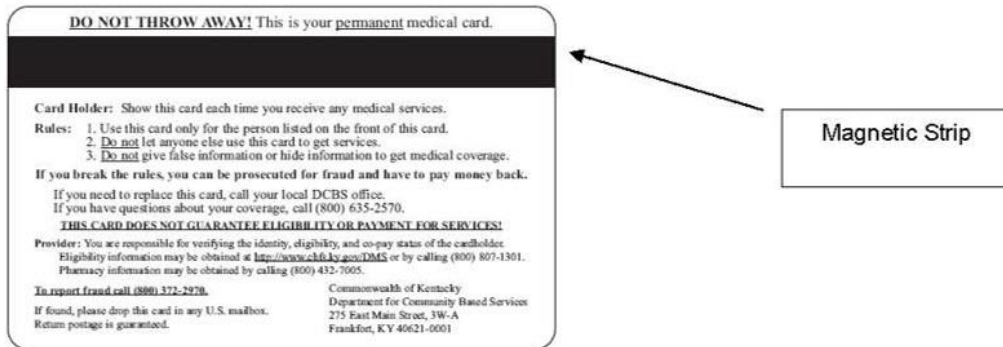 DO NOT THROW AWAY! This is your permanent medical card.
Magnetic Strip
Card Holder: Show this card each time you receive any medical services.
Rules: 1. Use this card only for the person listed on the front of this card.
2. Do not let anyone else use this card to get services.
3. Do not give false information or hide information to get medical coverage.
If you break the rules, you can be prosecuted for fraud and have to pay money back.
If you need to replace this card, call your local DCBS office.
If you have questions about your coverage, call (800) 635-2570.
THIS CARD DOES NOT GUARANTEE ELIGIBILITY OR PAYMENT FOR SERVICES!
Provider: You are responsible for verifying the identity, eligibility, and co-pay status of the cardholder.
Eligibility information may be obtained at http://www.chfs.ky.gov/DMS or by calling (800) 807-1301.
Pharmacy information may be obtained by calling (800) 432-7005.
To report fraud call (800) 372-2970.
If found, please drop this card in any U.S. mailbox.
Return postage is guaranteed.
Commonwealth of Kentucky
Department for Community Based Services
275 East Main Street, 3W-A
Frankfort, KY 40621-0001